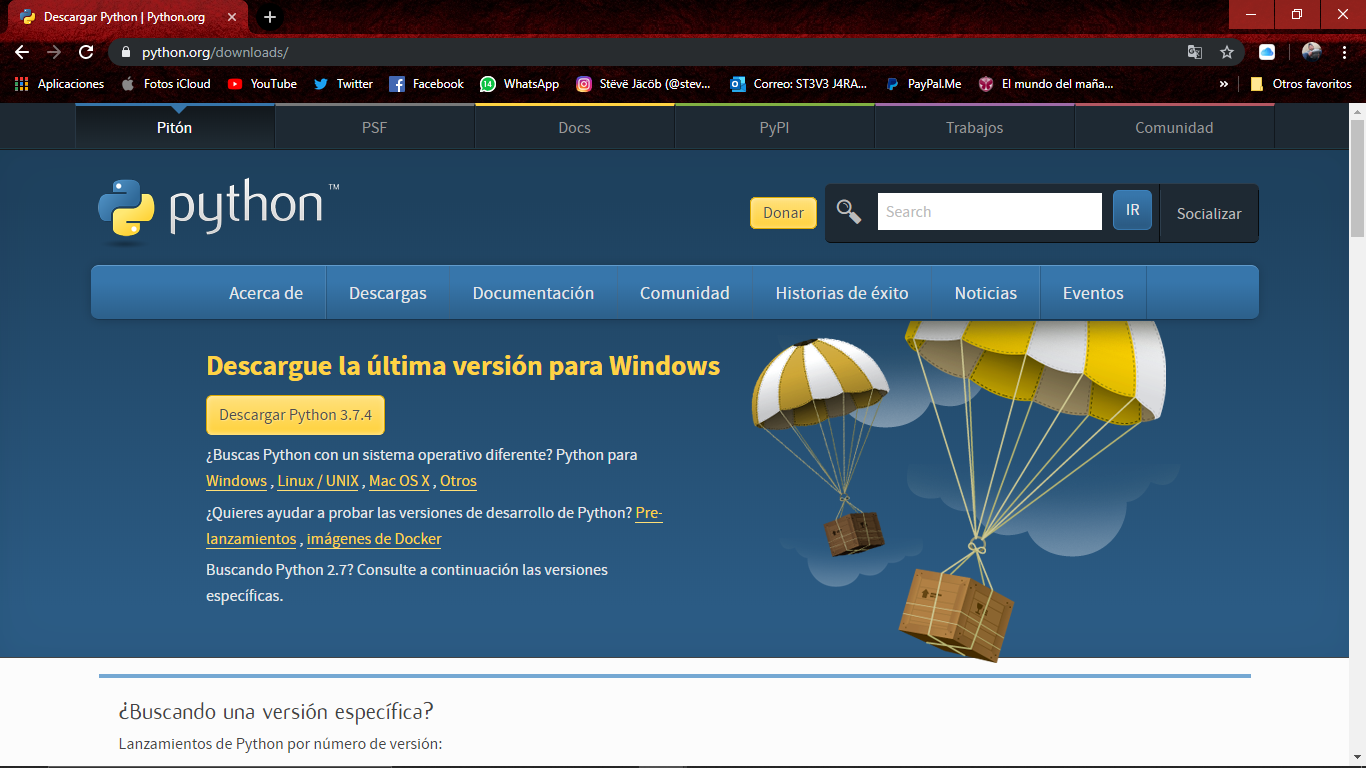 Descargar Python | Python.org
python.org/downloads/
Aplicaciones Fotos iCloud YouTube Twitter Facebook 14 WhatsApp Stëvë Jäcöb (@stev... Correo: ST3V3 J4RA... PayPal.Me El mundo del maña... » Otros favoritos
Pitón PSF Docs PyPI Trabajos Comunidad
python™
Donar Search IR Socializar
Acerca de Descargas Documentación Comunidad Historias de éxito Noticias Eventos
Descargue la última versión para Windows
Descargar Python 3.7.4
¿Buscas Python con un sistema operativo diferente? Python para
Windows , Linux / UNIX , Mac OS X , Otros
¿Quieres ayudar a probar las versiones de desarrollo de Python? Pre-
lanzamientos , imágenes de Docker
Buscando Python 2.7? Consulte a continuación las versiones
específicas.
¿Buscando una versión específica?
Lanzamientos de Python por número de versión: